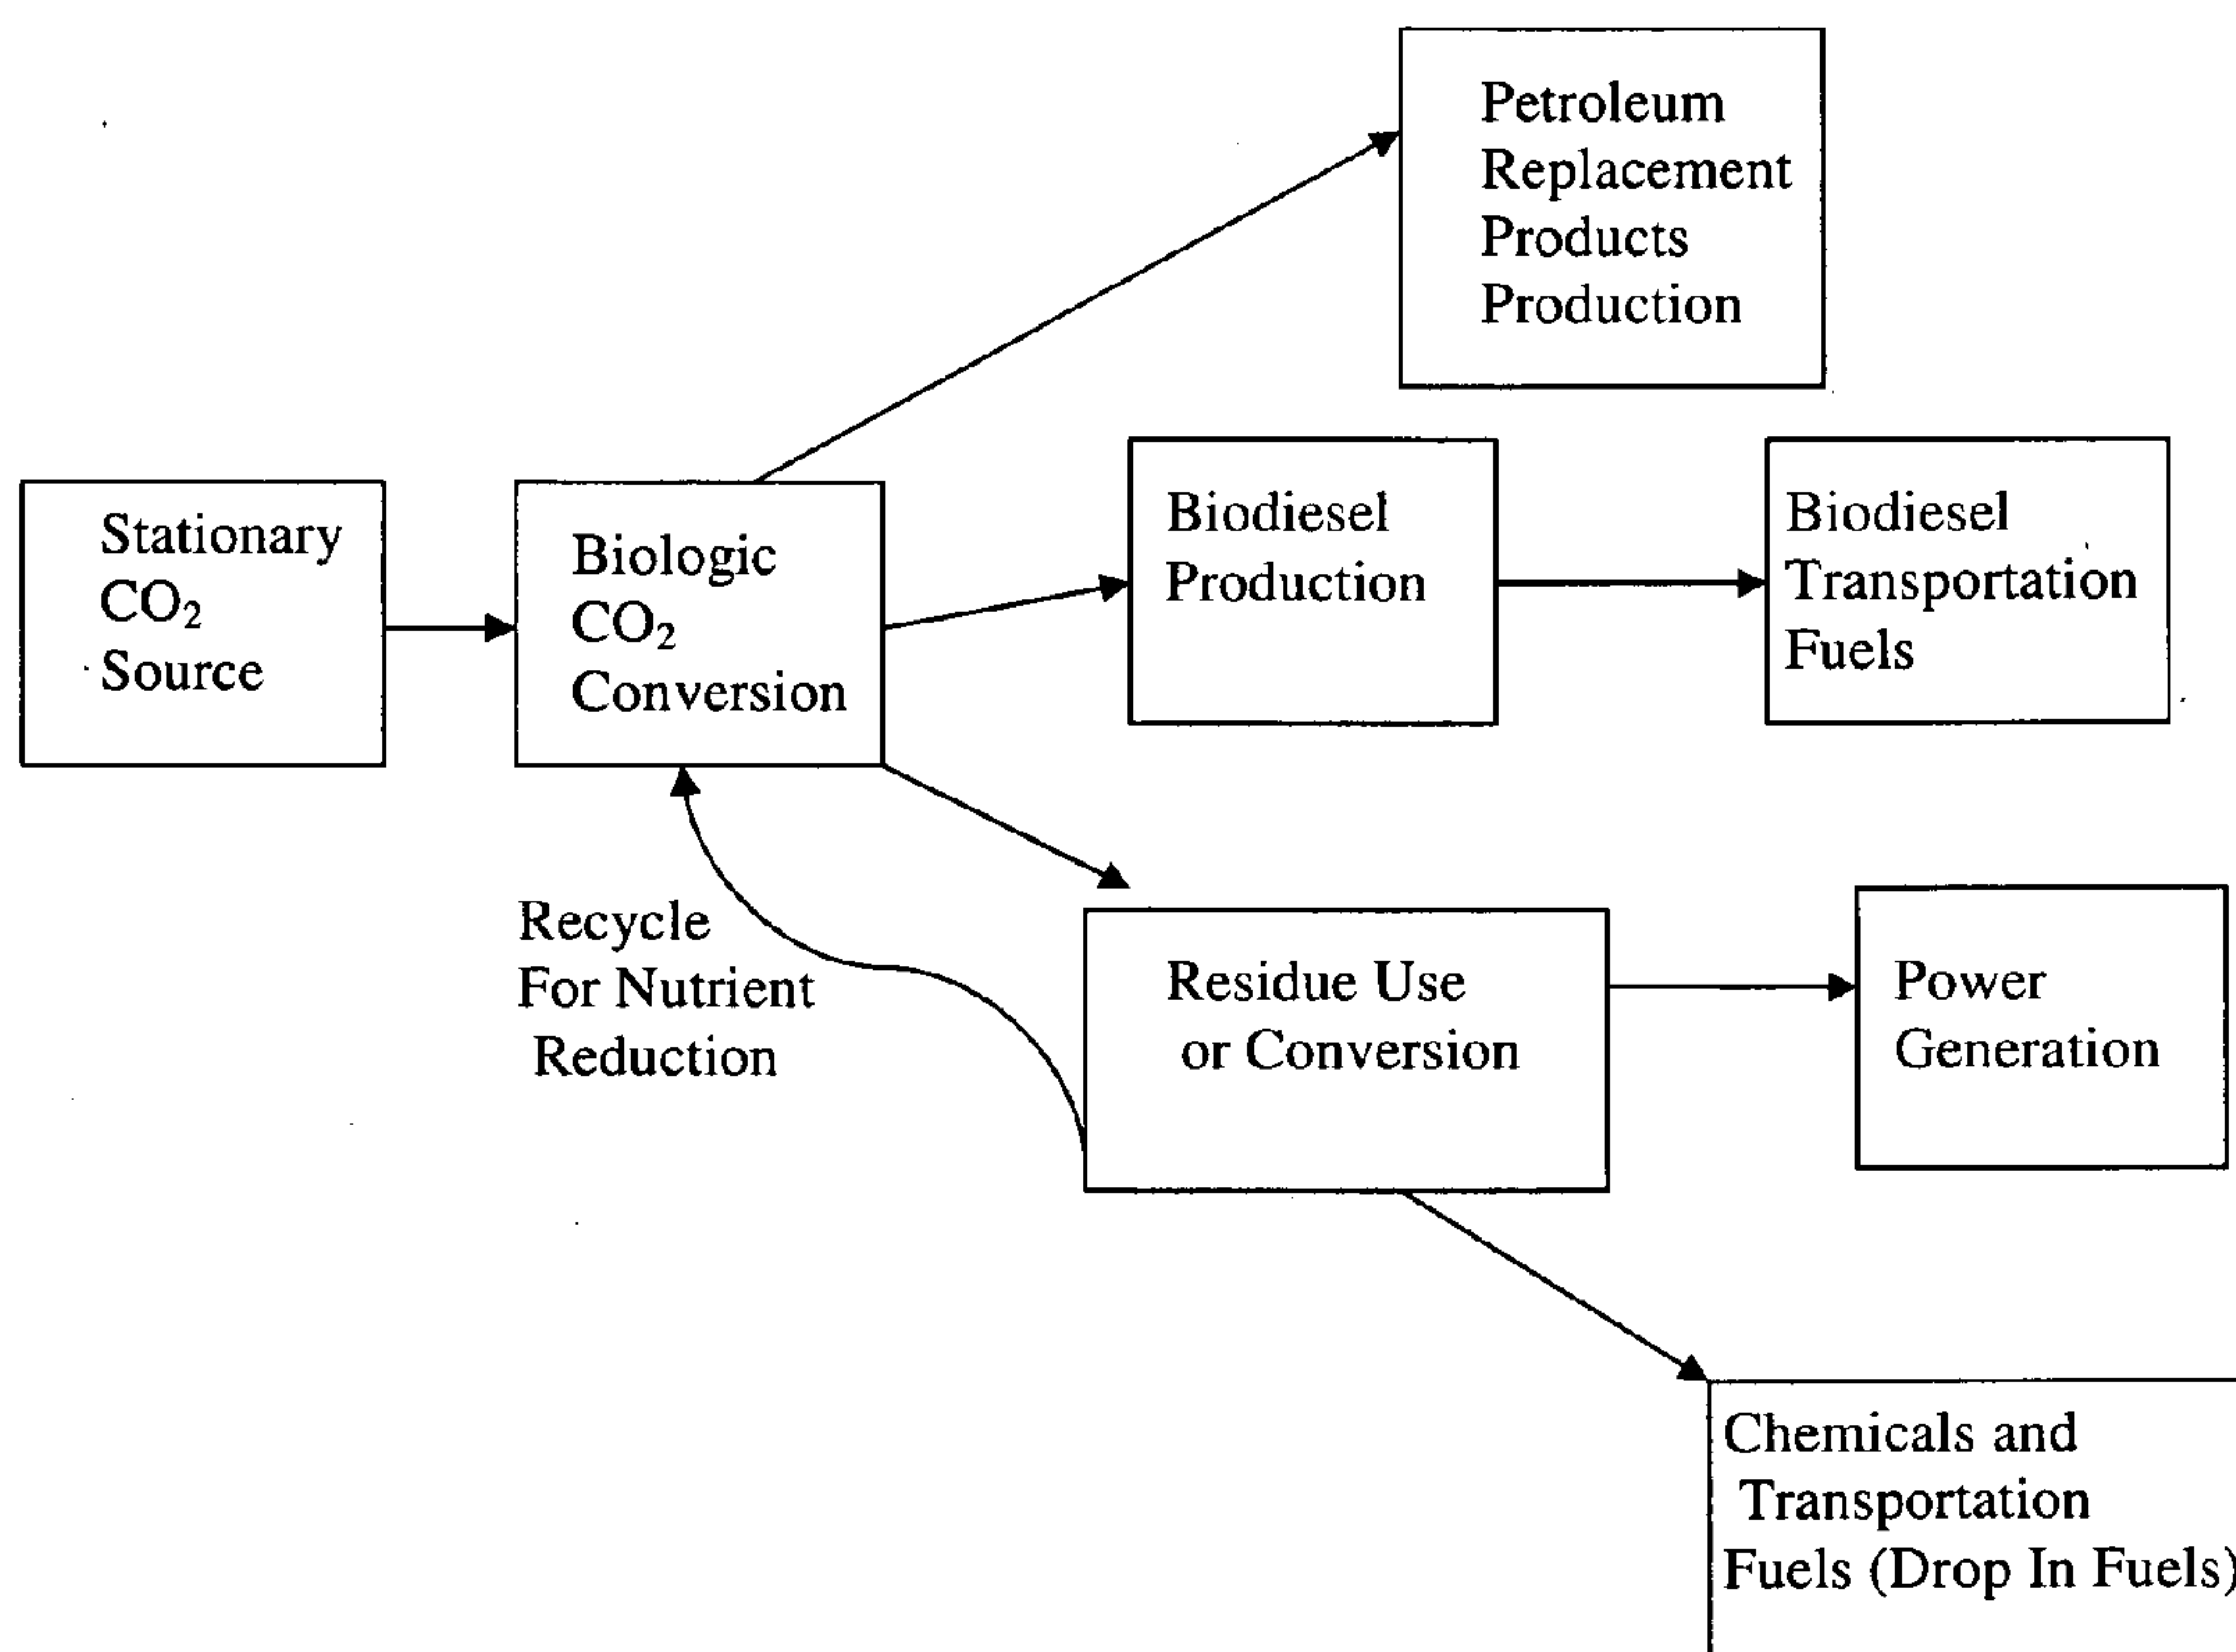 Petroleum
Replacement
Products
Production
Stationary
CO₂
Source
Biologic
CO₂
Conversion
Biodiesel
Production
Biodiesel
Transportation
Fuels
Recycle
For Nutrient
Reduction
Residue Use
or Conversion
Power
Generation
Chemicals and
Transportation
Fuels (Drop In Fuels)